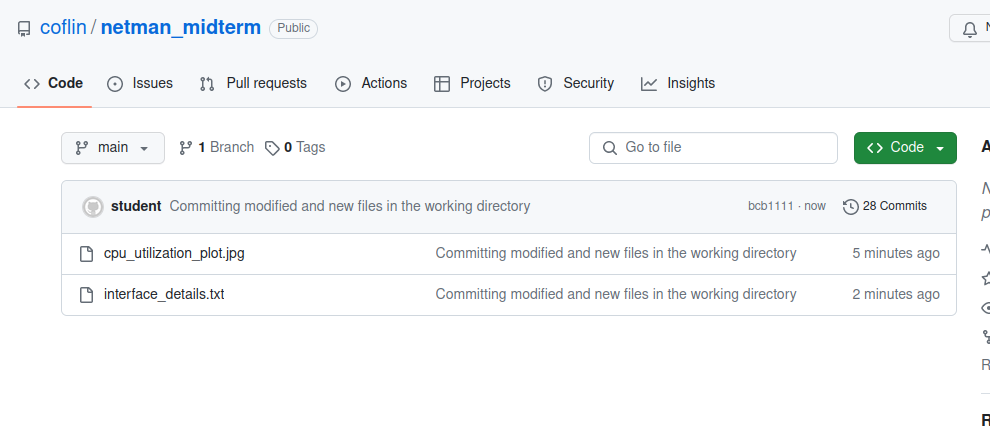 coflin / netman_midterm Public
Code Issues Pull requests Actions Projects Security Insights
main 1 Branch 0 Tags Go to file Code
student Committing modified and new files in the working directory bcb1111 · now 28 Commits
cpu_utilization_plot.jpg Committing modified and new files in the working directory 5 minutes ago
interface_details.txt Committing modified and new files in the working directory 2 minutes ago